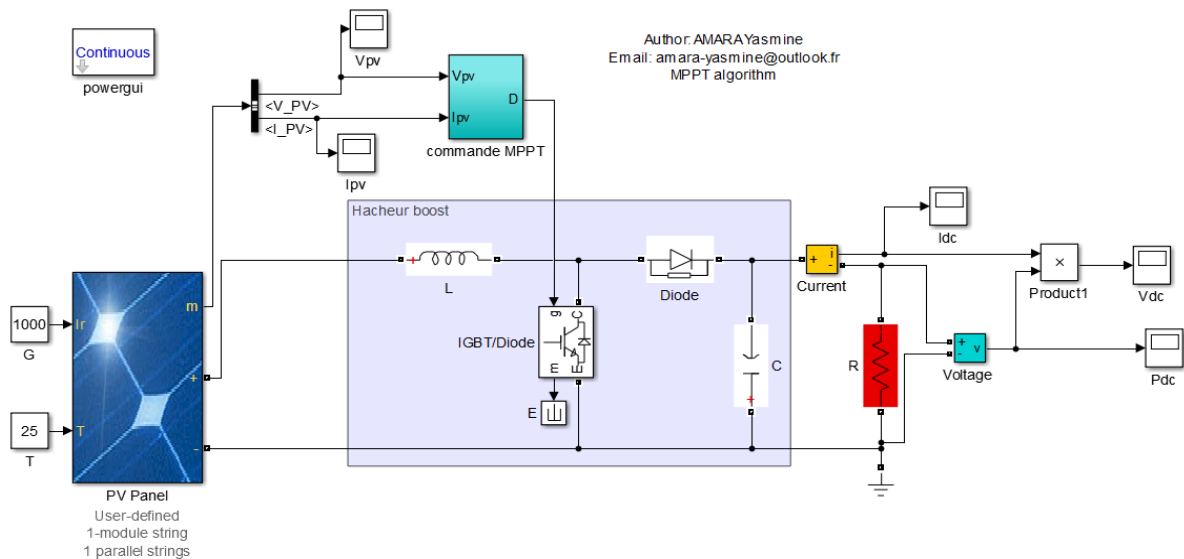 Continuous
powergui
Vpv
<V_PV>
<I_PV>
Ipv
Vpv
Ipv
D
commande MPPT
Author: AMARAYasmine
Email: amara-yasmine@outlook.fr
MPPT algorithm
Hacheur boost
L
Diode
g
C
m
E
IGBT/Diode
E
C
+
i
-
Current
Idc
×
Product1
Vdc
R
+
-
v
Voltage
Pdc
1000
G
25
T
Ir
T
m
+
-
PV Panel
User-defined
1-module string
1 parallel strings